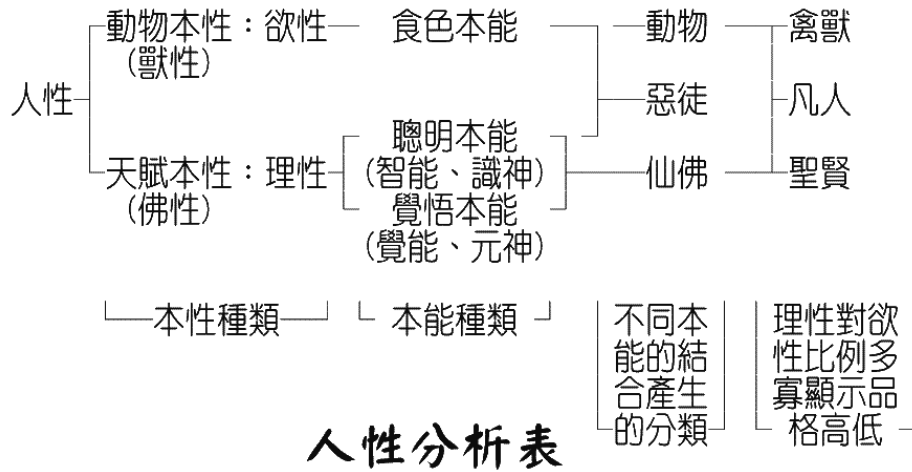 動物本性：欲性 食色本能 動物 禽獸
(獸性)
人性 惡徒 凡人
聰明本能
天賦本性：理性 (智能、識神) 仙佛 聖賢
(佛性) 覺悟本能
(覺能、元神)
本性種類 本能種類 不同本 理性對欲
能的結 性比例多
合產生 寡顯示品
的分類 格高低
人性分析表